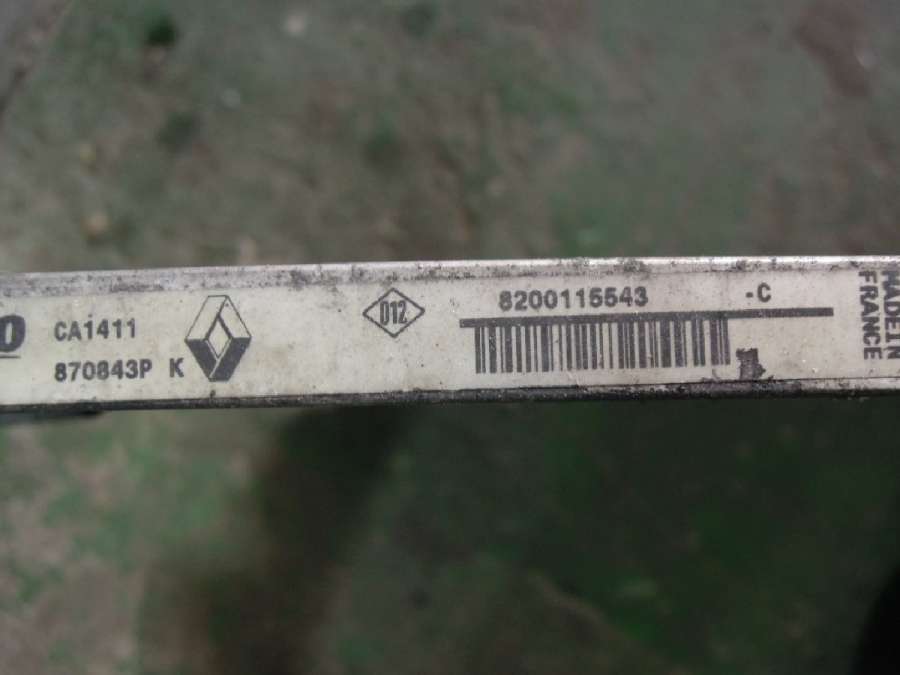 O
CA1411
870843P K
D12
8200115543 -C
MADE IN
FRANCE